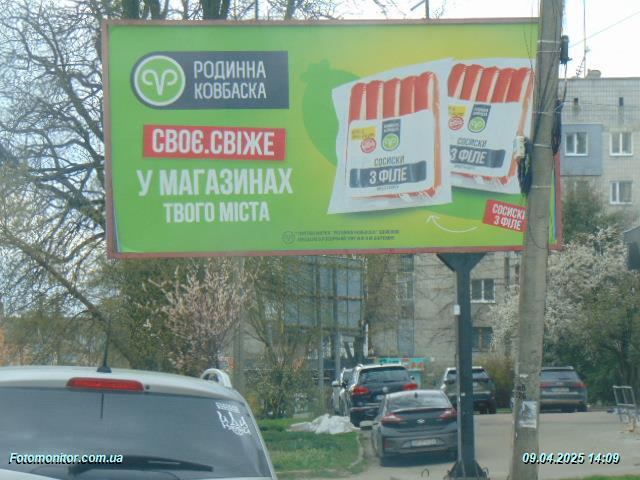 РОДИННА
КОВБАСКА
СВОЄ.СВІЖЕ
У МАГАЗИНАХ
ТВОГО МІСТА
СОСИСКИ
З ФІЛЕ
СОСИСКИ
З ФІЛЕ
СОСИСКИ
З ФІЛЕ
Fotomonitor.com.ua
09.04.2025 14:09